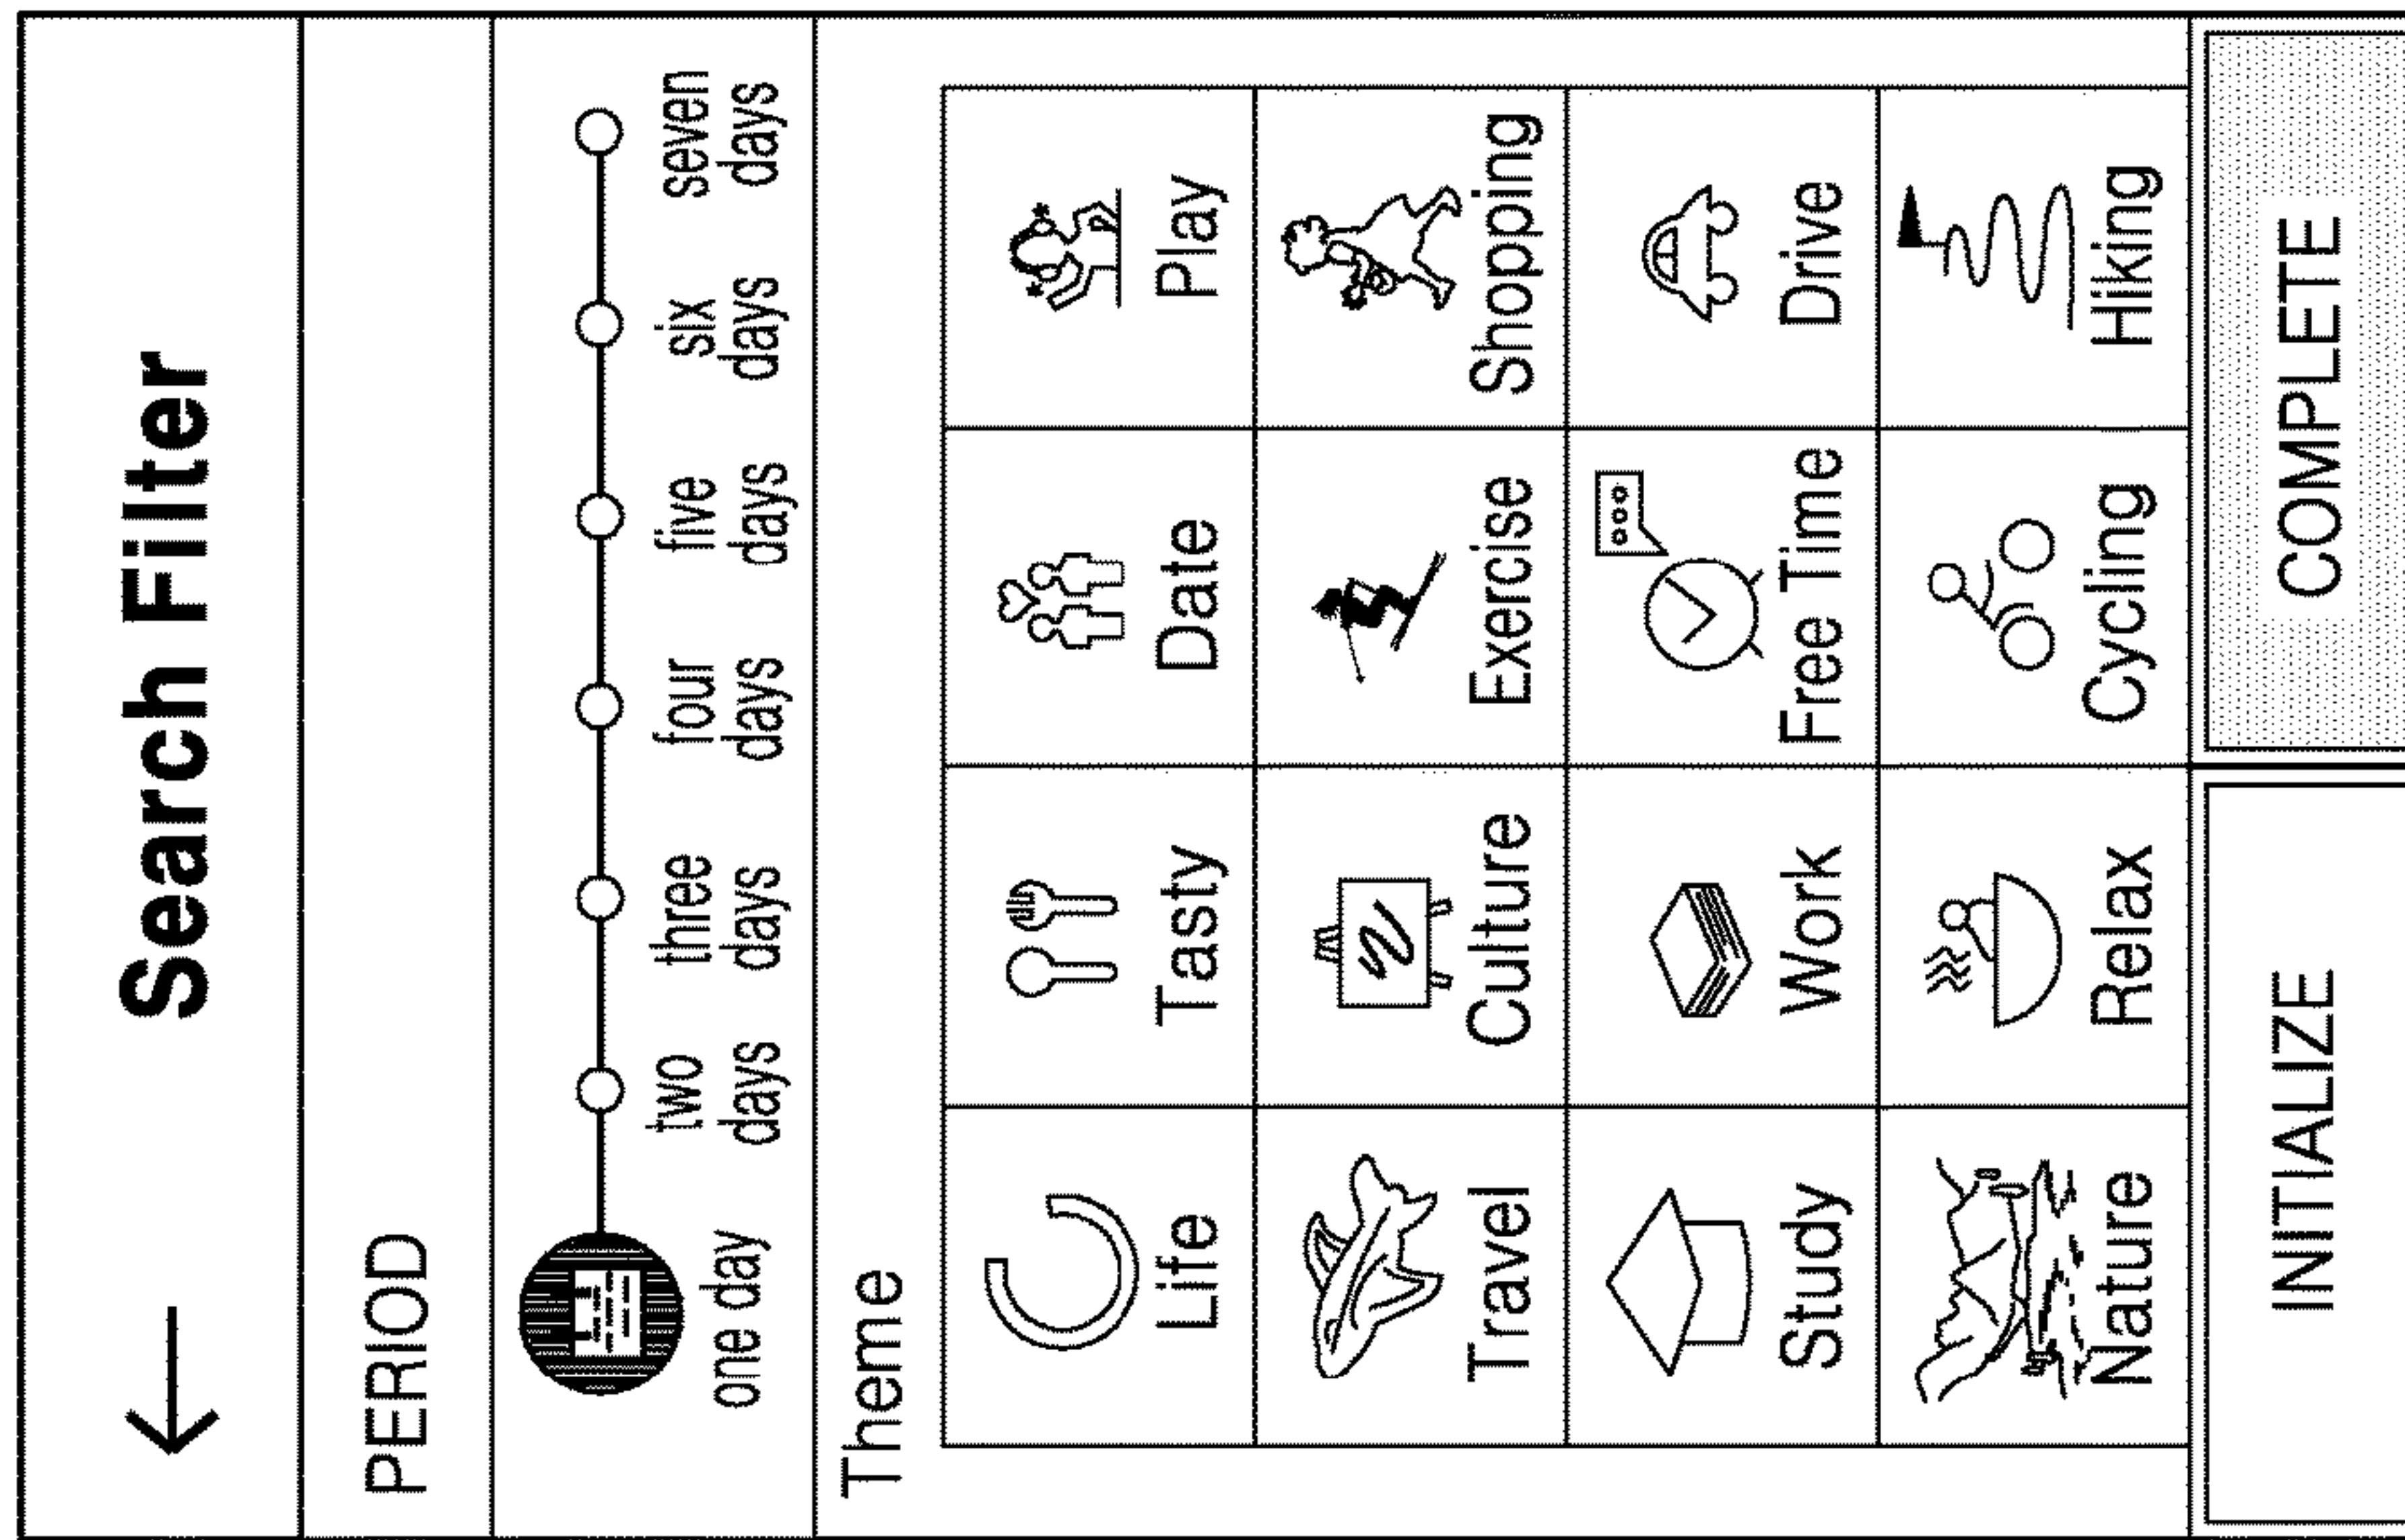 Search Filter
PERIOD
one day
two
days
three
days
four
days
five
days
six
days
seven
days
Theme
Life
Tasty
Date
Play
Travel
Culture
Exercise
Shopping
Study
Work
Free Time
Drive
Nature
Relax
Cycling
Hiking
INITIALIZE
COMPLETE